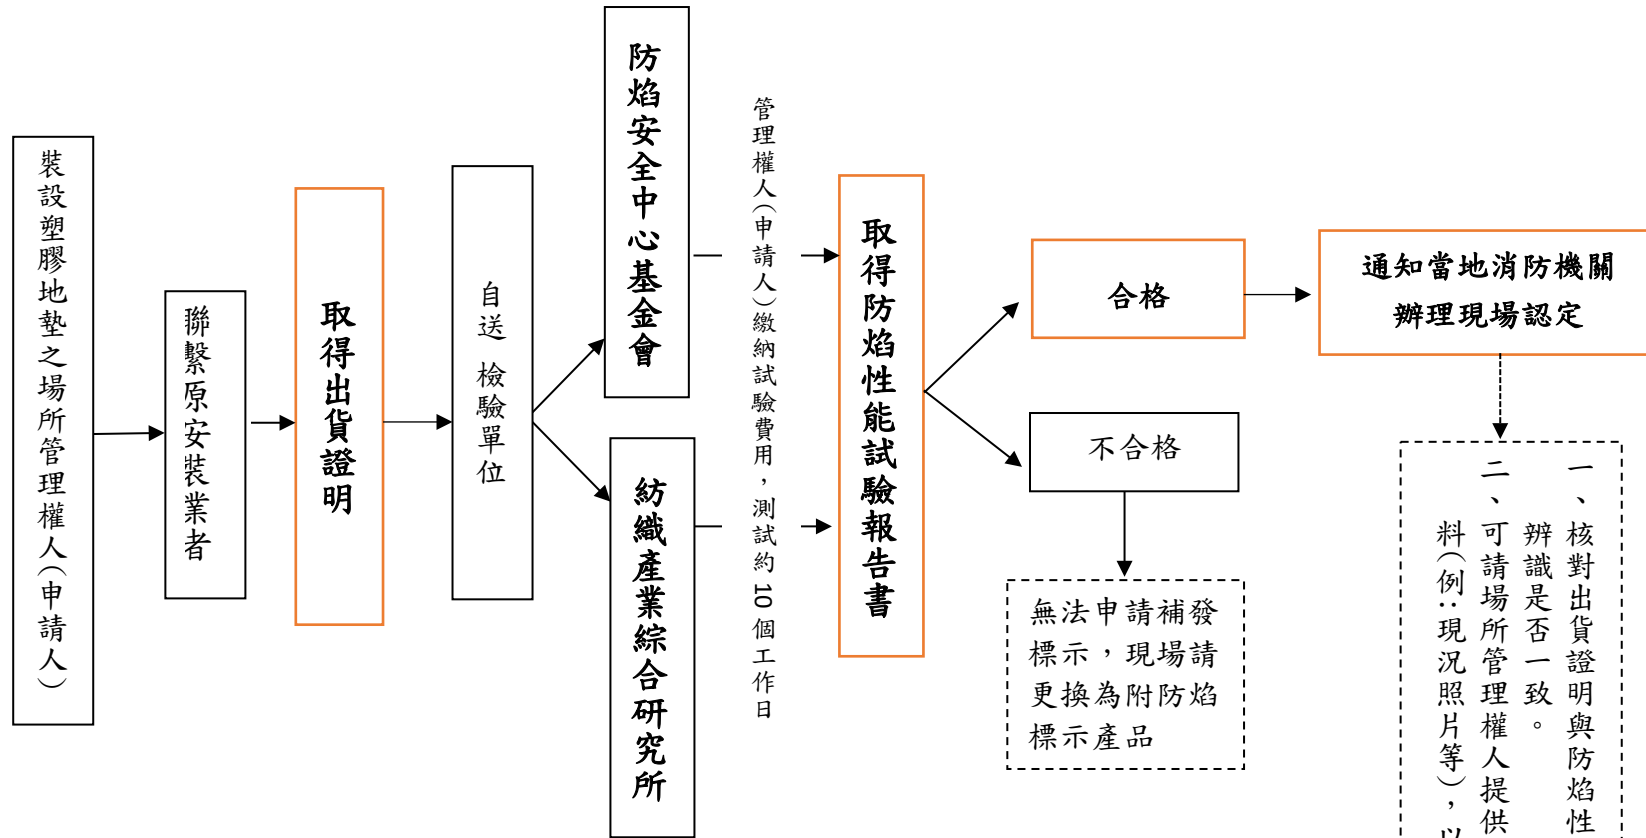 裝設塑膠地墊之場所管理權人(申請人)
聯繫原安裝業者
取得出貨證明
自送 檢驗單位
防焰安全中心基金會
紡織產業綜合研究所
管理權人(申請人)繳納試驗費用，測試約10個工作日
取得防焰性能試驗報告書
合格
不合格
無法申請補發
標示，現場請
更換為附防焰
標示產品
通知當地消防機關
辦理現場認定
一、核對出貨證明與防焰性
辨識是否一致。
二、可請場所管理權人提供
料(例：現況照片等)，以